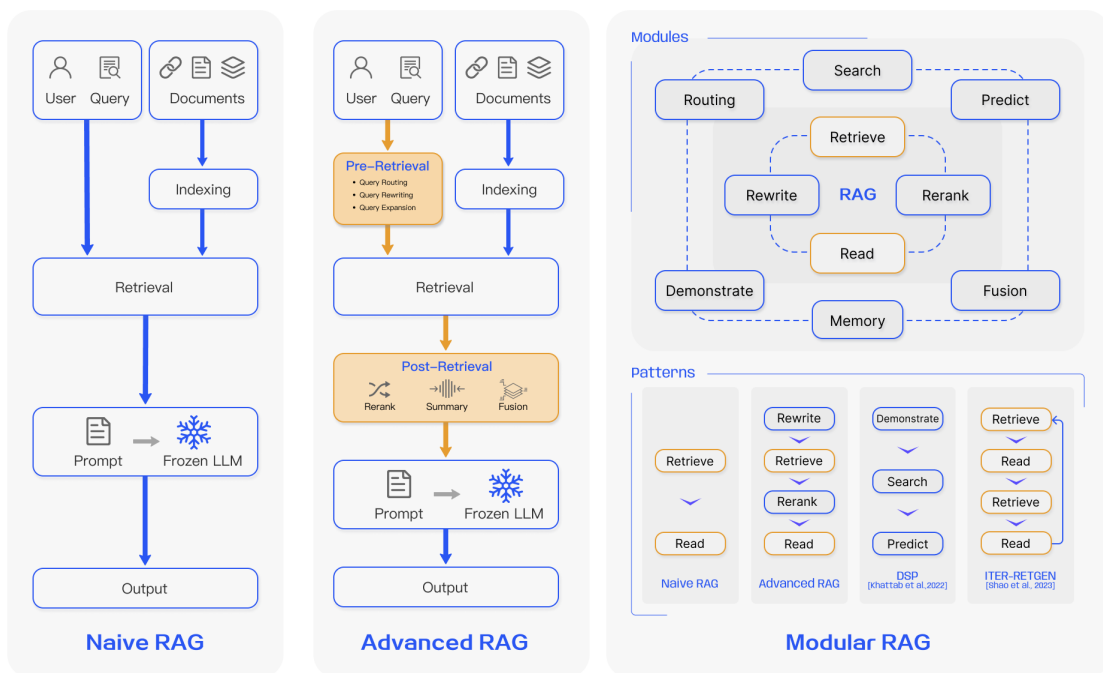 User Query
Documents
Indexing
Retrieval
Prompt
Frozen LLM
Output
Naive RAG
User Query
Documents
Pre-Retrieval
• Query Routing
• Query Rewriting
• Query Expansion
Indexing
Retrieval
Post-Retrieval
Rerank
Summary
Fusion
Prompt
Frozen LLM
Output
Advanced RAG
Modules
Search
Routing
Predict
Retrieve
Rewrite
RAG
Rerank
Read
Demonstrate
Fusion
Memory
Patterns
Retrieve
Read
Naive RAG
Rewrite
Retrieve
Rerank
Read
Advanced RAG
Demonstrate
Search
Predict
DSP
[Khattab et al.,2022]
Retrieve
Read
Retrieve
Read
ITER-RETGEN
[Shao et al., 2023]
Modular RAG